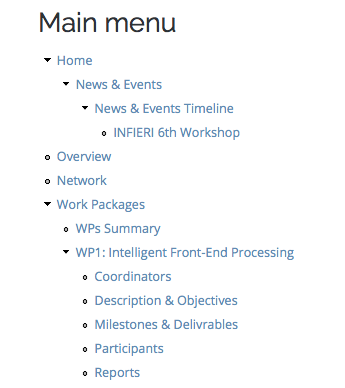 Main menu
Home
News & Events
News & Events Timeline
INFIERI 6th Workshop
Overview
Network
Work Packages
WPs Summary
WP1: Intelligent Front-End Processing
Coordinators
Description & Objectives
Milestones & Delivrables
Participants
Reports